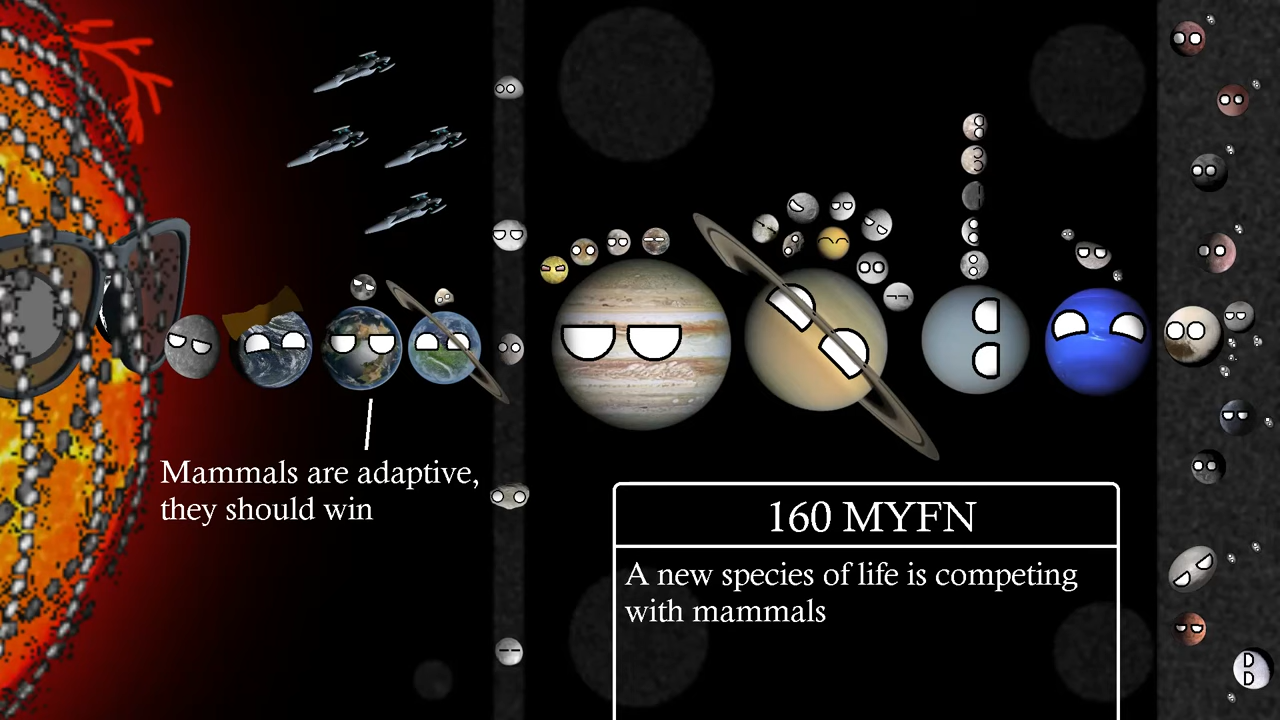 Mammals are adaptive,
they should win
160 MYFN
A new species of life is competing
with mammals
D
D